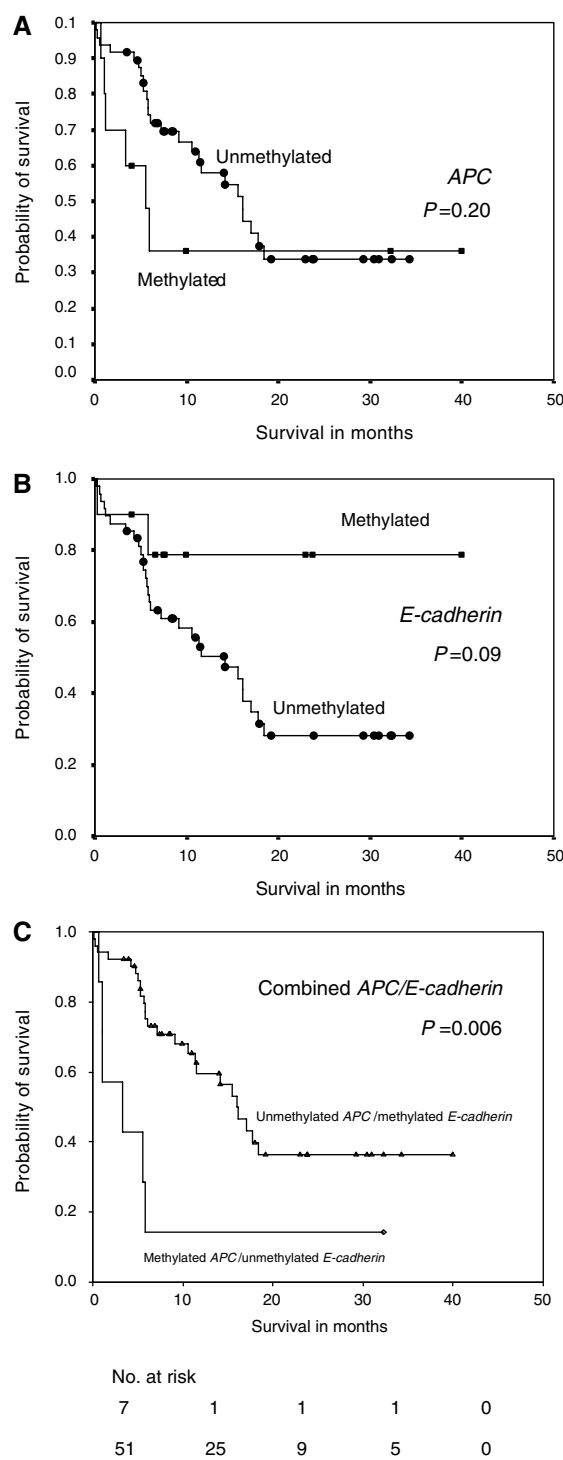 A
0.1
0.9
0.8
0.7
0.6
0.5
0.4
0.3
0.2
0.1
0.0
Probability of survival
Unmethylated
APC
P=0.20
Methylated
0 10 20 30 40 50
Survival in months
B
1.0
0.8
0.6
0.4
0.2
0.0
Probability of survival
Methylated
E-cadherin
P=0.09
Unmethylated
0 10 20 30 40 50
Survival in months
C
1.0
0.8
0.6
0.4
0.2
0.0
Probability of survival
Combined APC/E-cadherin
P=0.006
Unmethylated APC/methylated E-cadherin
Methylated APC/unmethylated E-cadherin
0 10 20 30 40 50
Survival in months
No. at risk
7 1 1 1 0
51 25 9 5 0